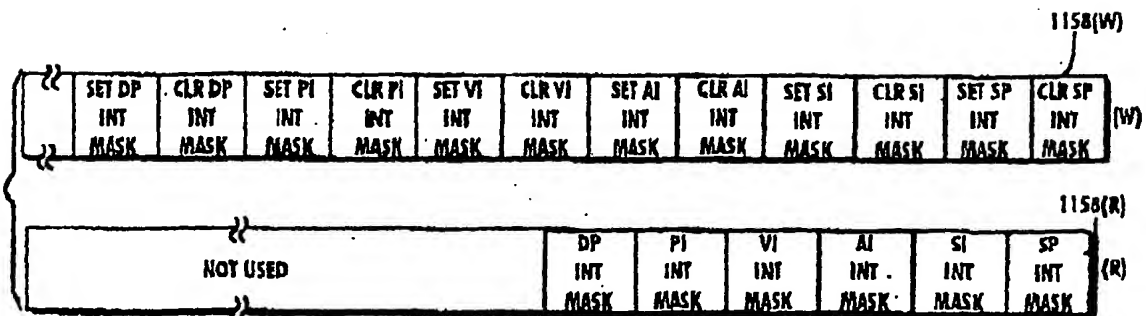 1158(W)
SET DP CLR DP SET PI CLR PI SET VI CLR VI SET AI CLR AI SET SI CLR SI SET SP CLR SP
INT INT INT INT INT INT INT INT INT INT INT INT (W)
MASK MASK MASK MASK MASK MASK MASK MASK MASK MASK MASK MASK
1158(R)
DP PI VI AI SI SP
NOT USED INT INT INT INT INT INT (R)
MASK MASK MASK MASK MASK MASK